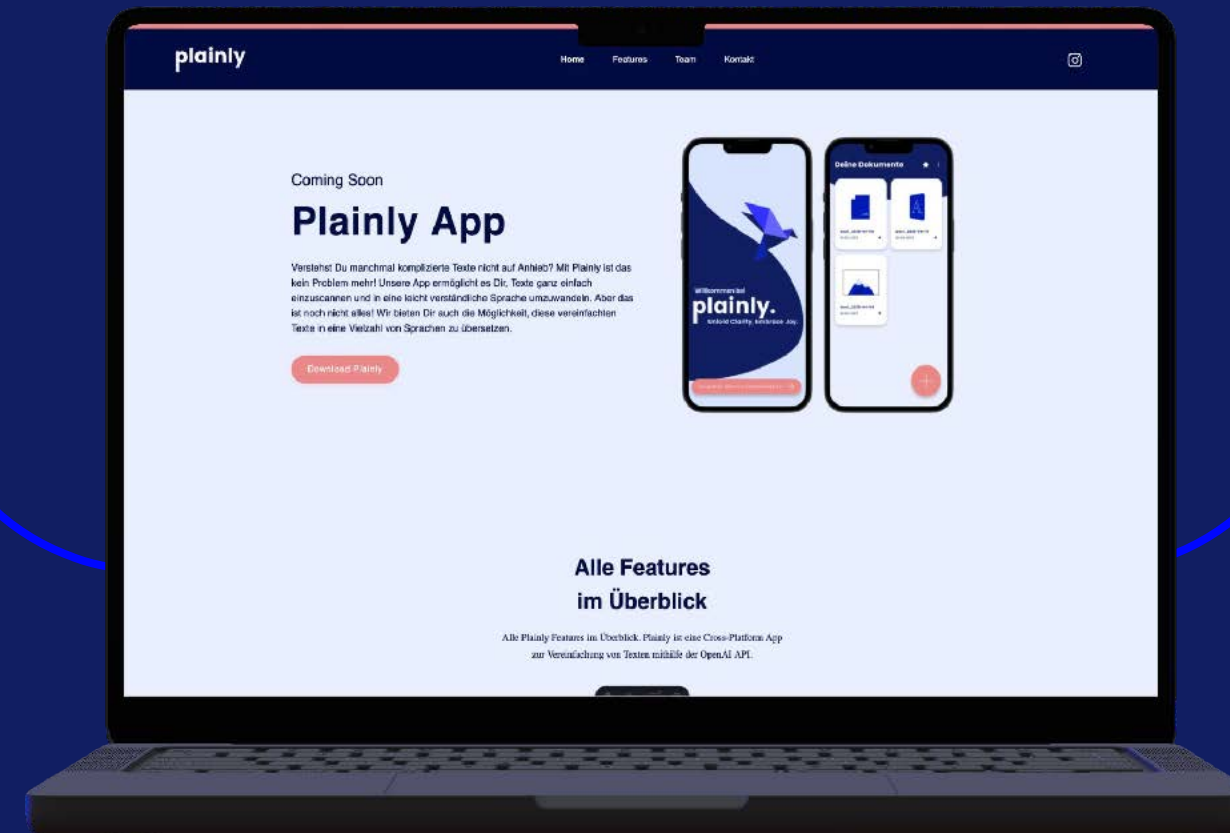 plainly
Home Features Team Kontakt
Coming Soon
Plainly App
Verstehst Du manchmal komplizierte Texte nicht auf Anhieb? Mit Plainly ist das
kein Problem mehr! Unsere App ermöglicht es Dir, Texte ganz einfach
einzuscannen und in eine leicht verständliche Sprache umzuwandeln. Aber das
ist noch nicht alles! Wir bieten Dir auch die Möglichkeit, diese vereinfachten
Texte in eine Vielzahl von Sprachen zu übersetzen.
Download Plainly
Willkommen bei
plainly.
Unfold Clarity, Embrace Joy.
Deine Dokumente
A
Alle Features
im Überblick
Alle Plainly Features im Überblick. Plainly ist eine Cross-Platform App
zur Vereinfachung von Texten mithilfe der OpenAI API.